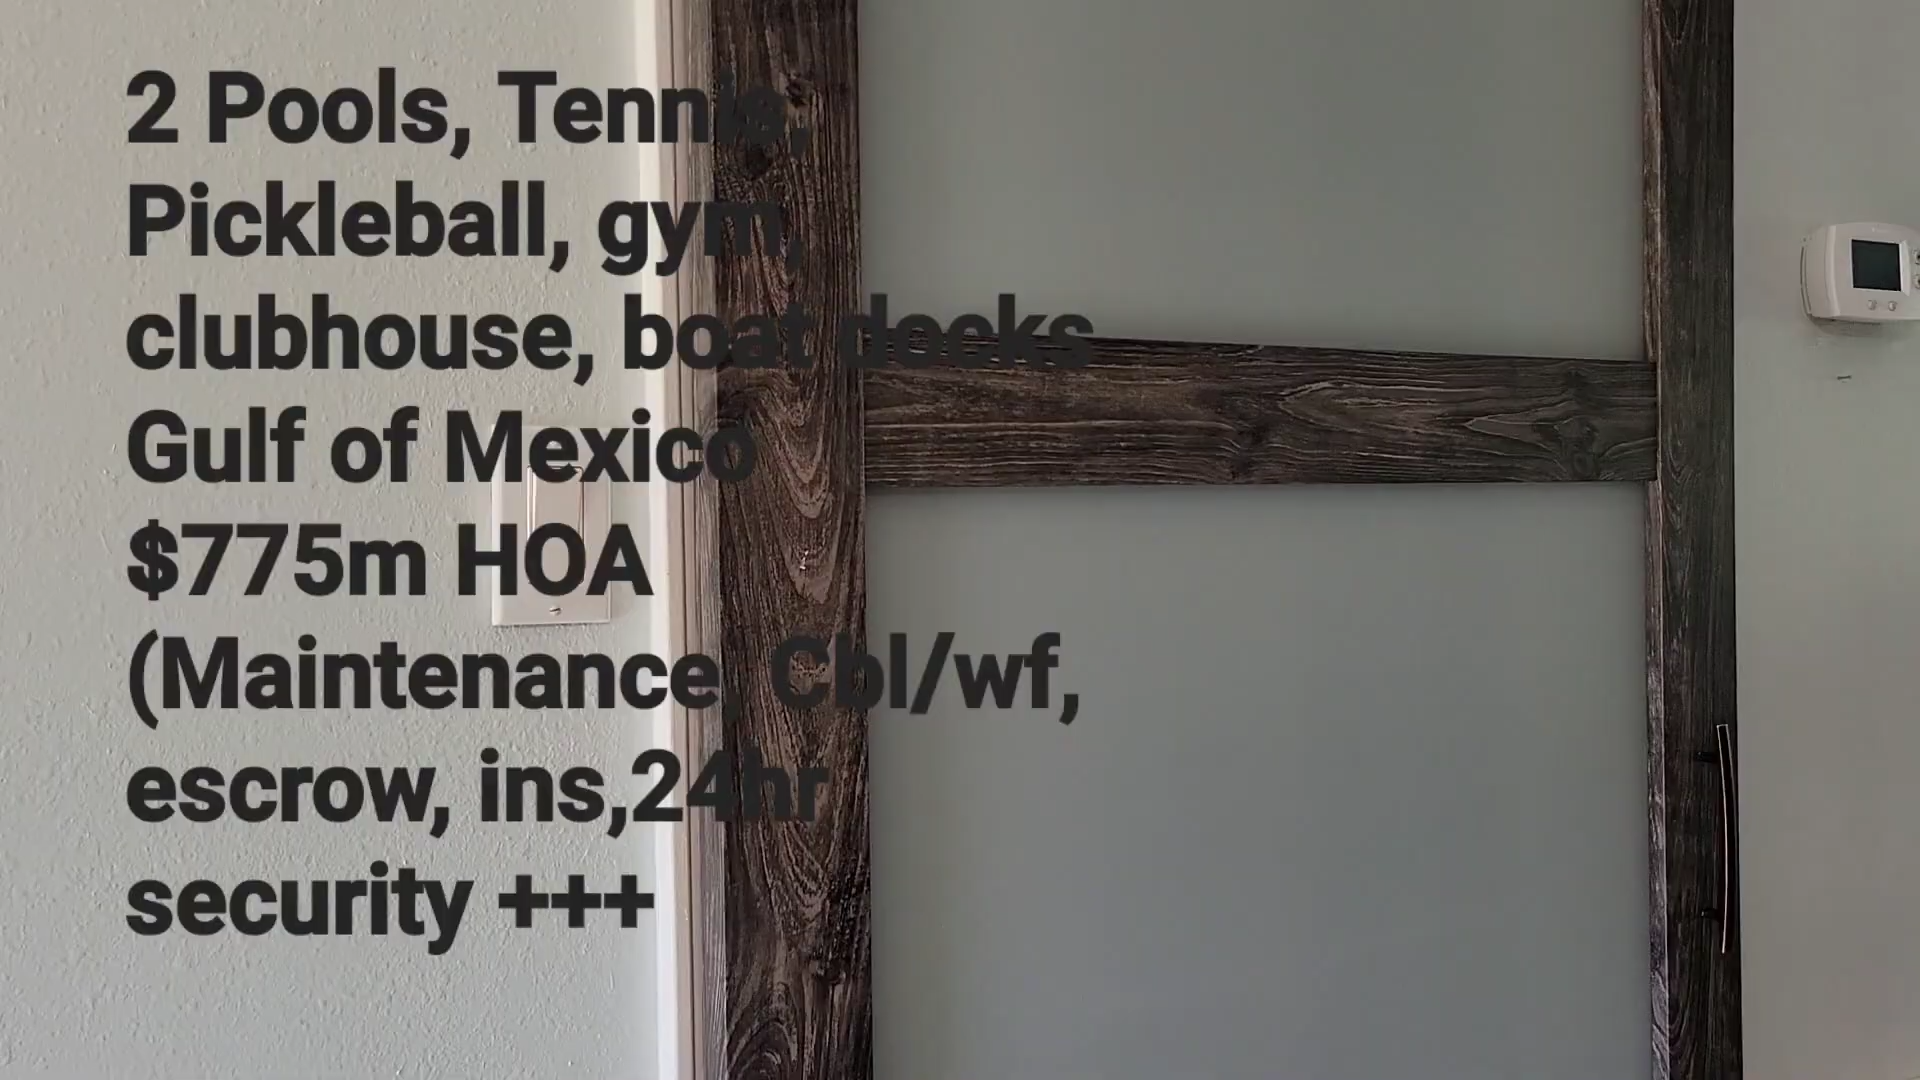 2 Pools, Tennis,
Pickleball, gym,
clubhouse, boat docks
Gulf of Mexico
$775m HOA
(Maintenance, Cbl/wf,
escrow, ins,24hr
security +++